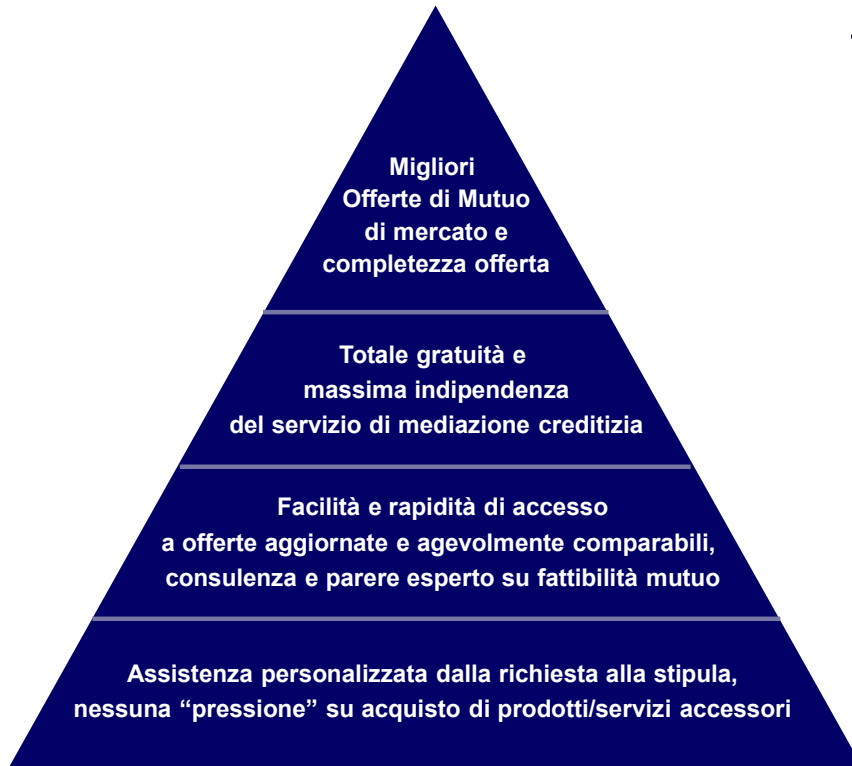 Migliori
Offerte di Mutuo
di mercato e
completezza offerta
Totale gratuità e
massima indipendenza
del servizio di mediazione creditizia
Facilità e rapidità di accesso
a offerte aggiornate e agevolmente comparabili,
consulenza e parere esperto su fattibilità mutuo
Assistenza personalizzata dalla richiesta alla stipula,
nessuna “pressione” su acquisto di prodotti/servizi accessori